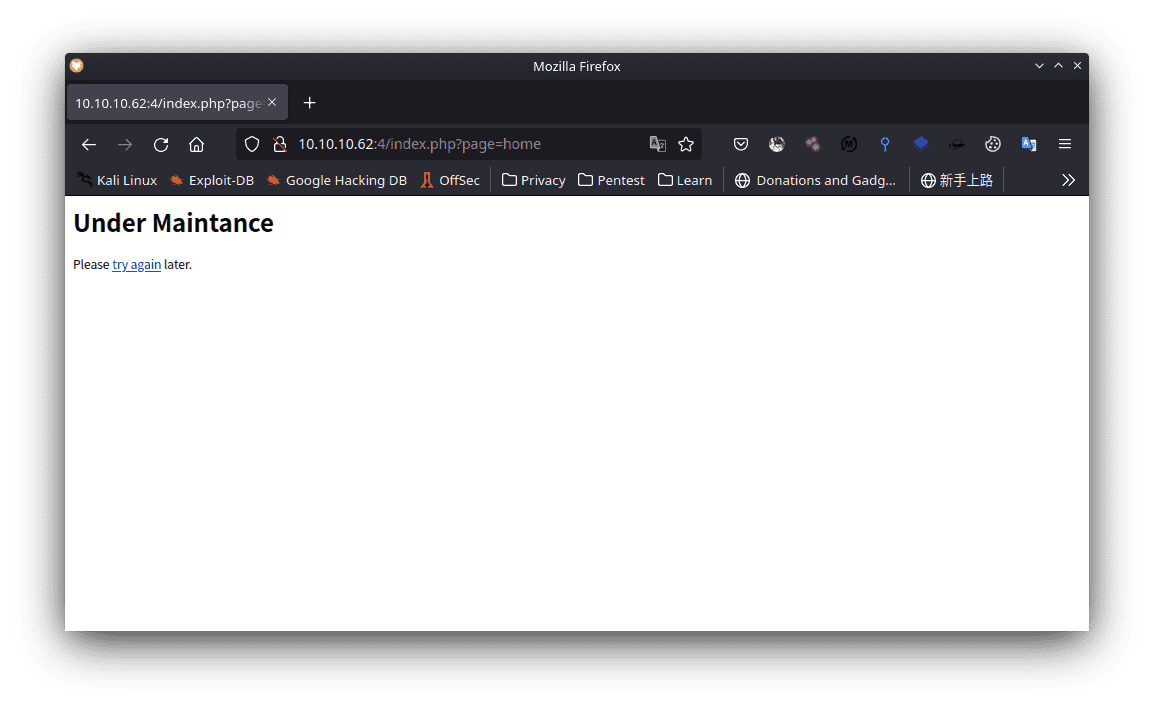 Mozilla Firefox
10.10.10.62:4/index.php?page
10.10.10.62:4/index.php?page=home
Kali Linux Exploit-DB Google Hacking DB OffSec Privacy Pentest Learn Donations and Gadg... 新手上路
Under Maintance
Please try again later.